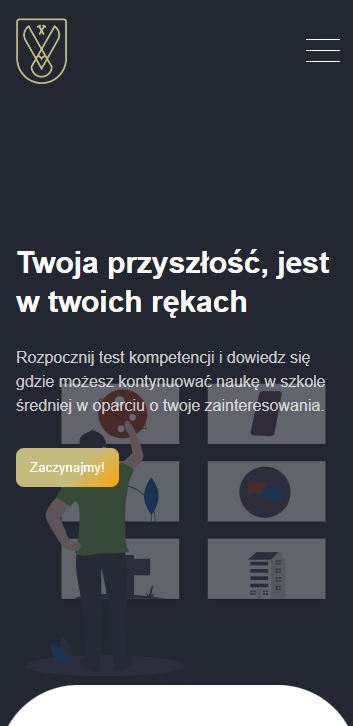 Twoja przyszłość, jest
w twoich rękach
Rozpocznij test kompetencji i dowiedz się
gdzie możesz kontynuować naukę w szkole
średniej w oparciu o twoje zainteresowania.
Zaczynajmy!